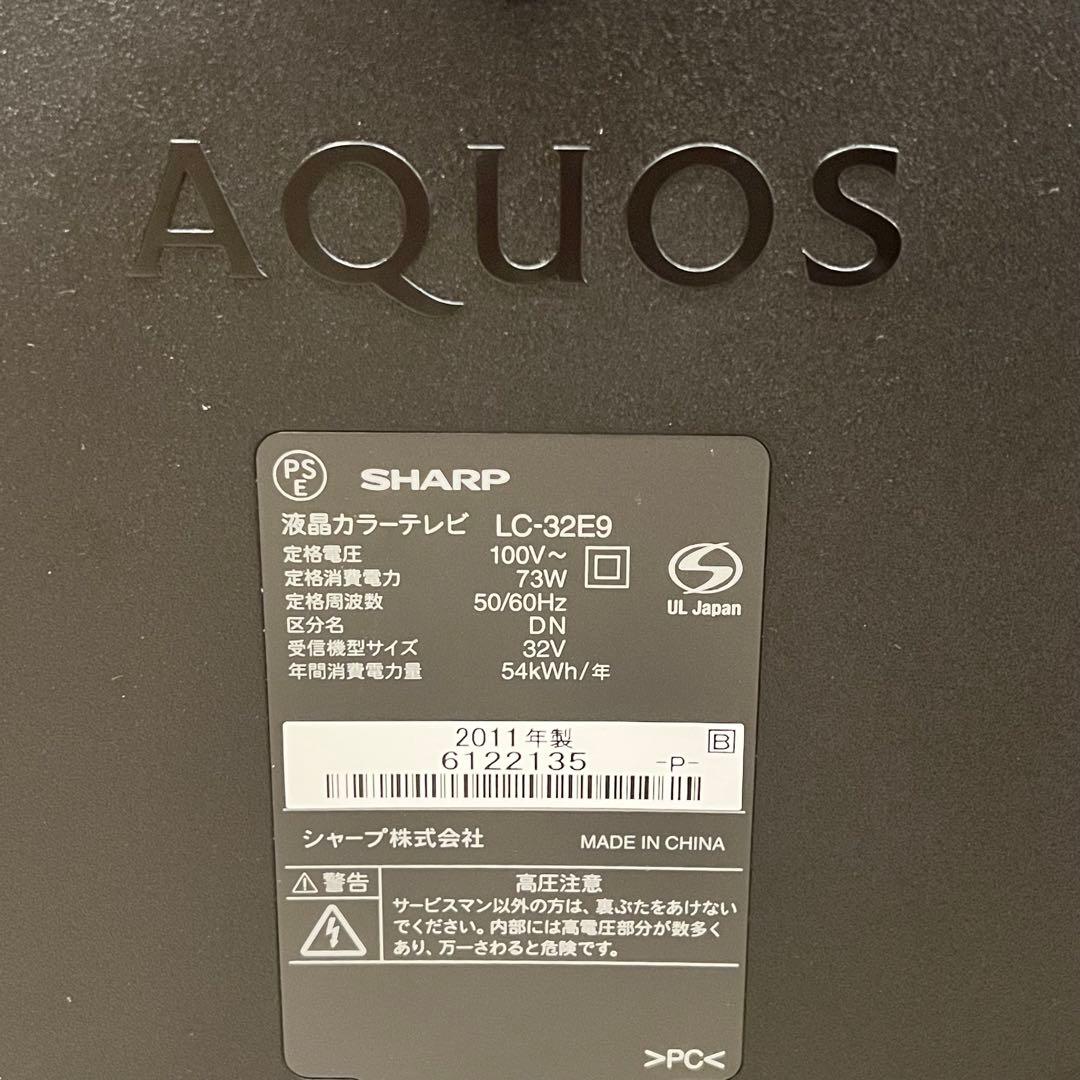 AQUOS
PSE SHARP
液晶カラーテレビ LC-32E9
定格電圧 100V〜
定格消費電力 73W
定格周波数 50/60Hz
区分名 DN
受信機型サイズ 32V
年間消費電力量 54kWh/年
UL Japan
2011年製 B
6122135 -P-
シャープ株式会社 MADE IN CHINA
⚠警告 高圧注意
サービスマン以外の方は、裏ぶたをあけない
でください。内部には高電圧部分が数多く
あり、万一さわると危険です。
>PC<